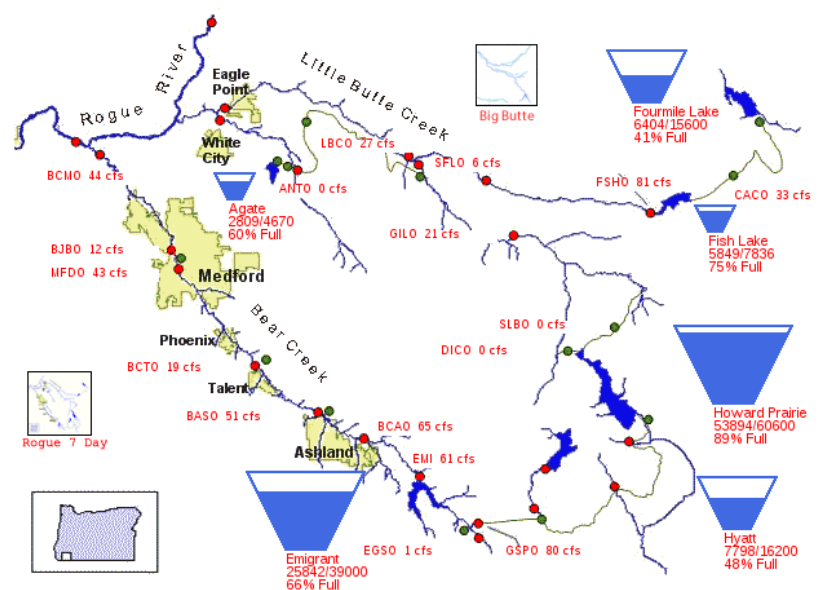 Rogue River
Eagle
Point
Little Butte Creek
Big Butte
Fourmile Lake
6404/15600
41% Full
White
City
LBCO 27 cfs
SFLO 6 cfs
BCMO 44 cfs
ANTO 0 cfs
FSHO 81 cfs
CACO 33 cfs
Agate
2809/4670
60% Full
GILO 21 cfs
Fish Lake
5849/7836
75% Full
BJBO 12 cfs
MFDO 43 cfs
Medford
Bear Creek
SLBO 0 cfs
Phoenix
DICO 0 cfs
BCTO 19 cfs
Talent
BASO 51 cfs
Howard Prairie
53894/60600
89% Full
Rogue 7 Day
BCAO 65 cfs
Ashland
EMI 61 cfs
EGSO 1 cfs
GSPO 80 cfs
Emigrant
25842/39000
66% Full
Hyatt
7798/16200
48% Full